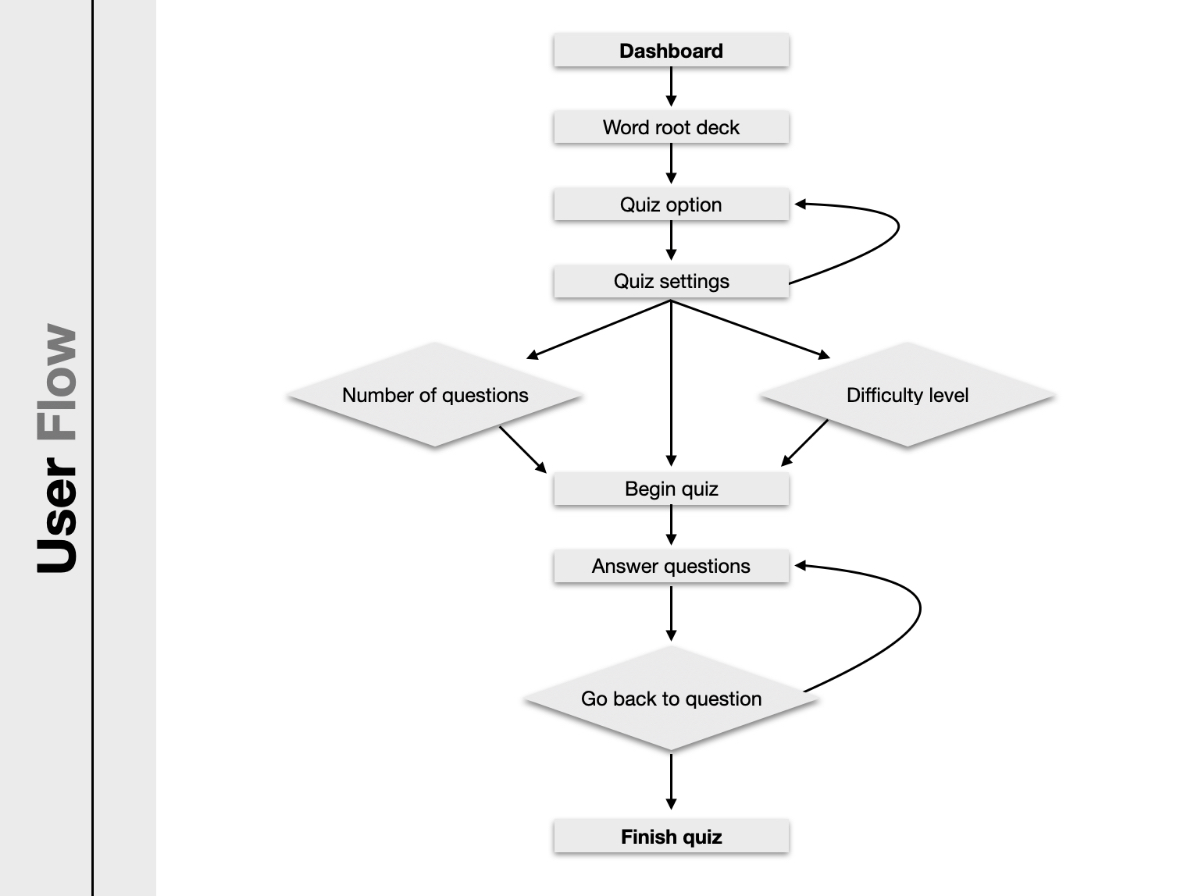 User Flow
Dashboard
Word root deck
Quiz option
Quiz settings
Number of questions
Difficulty level
Begin quiz
Answer questions
Go back to question
Finish quiz